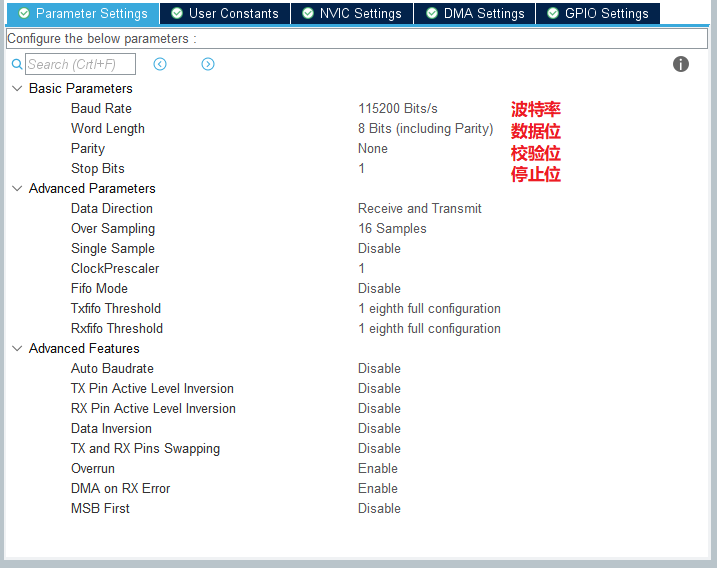 Parameter Settings User Constants NVIC Settings DMA Settings GPIO Settings
Configure the below parameters :
Search (Crtl+F)
Basic Parameters
Baud Rate 115200 Bits/s 波特率
Word Length 8 Bits (including Parity) 数据位
Parity None 校验位
Stop Bits 1 停止位
Advanced Parameters
Data Direction Receive and Transmit
Over Sampling 16 Samples
Single Sample Disable
ClockPrescaler 1
Fifo Mode Disable
Txfifo Threshold 1 eighth full configuration
Rxfifo Threshold 1 eighth full configuration
Advanced Features
Auto Baudrate Disable
TX Pin Active Level Inversion Disable
RX Pin Active Level Inversion Disable
Data Inversion Disable
TX and RX Pins Swapping Disable
Overrun Enable
DMA on RX Error Enable
MSB First Disable